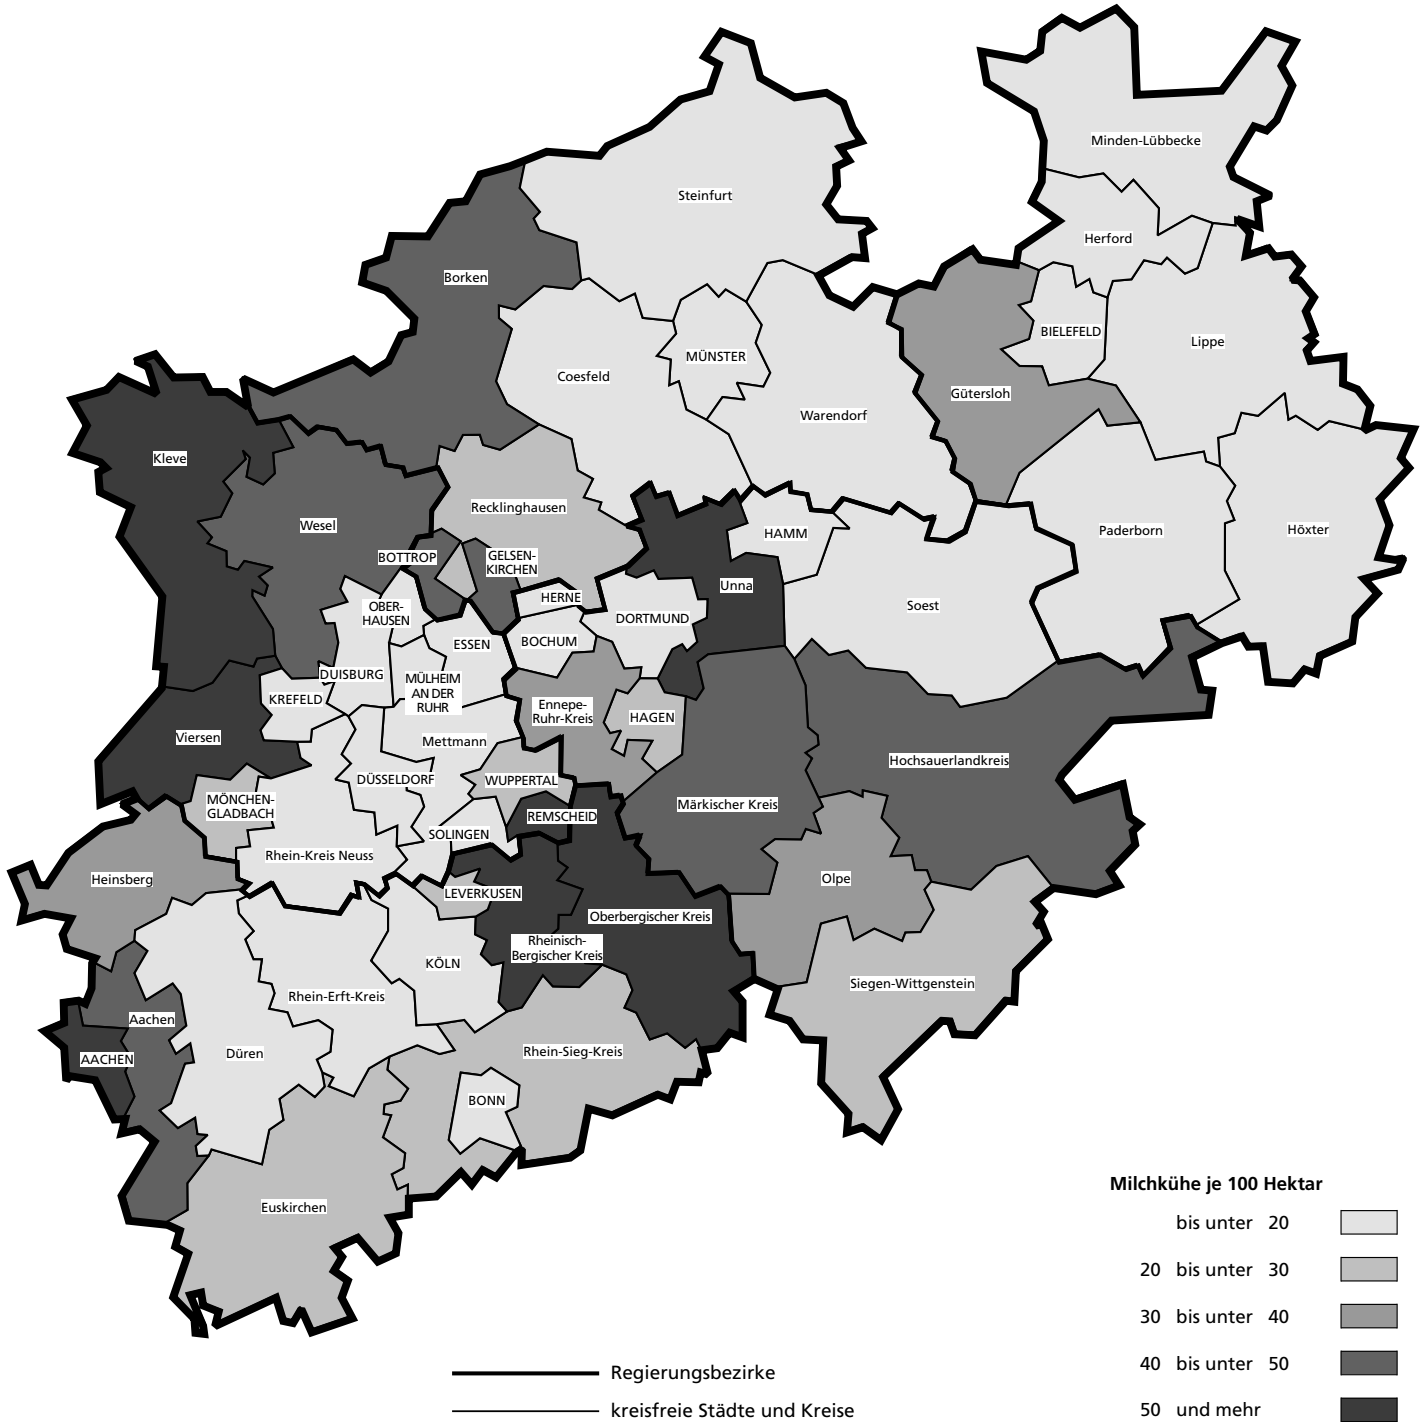 Minden-Lübbecke
Steinfurt
Herford
Borken
BIELEFELD
Lippe
MÜNSTER
Coesfeld
Gütersloh
Warendorf
Kleve
Recklinghausen
Wesel
HAMM
Paderborn
Höxter
BOTTROP
GELSEN-
KIRCHEN
Unna
HERNE
Soest
OBER-
HAUSEN
DORTMUND
ESSEN
BOCHUM
DUISBURG
MÜLHEIM
AN DER
RUHR
KREFELD
Ennepe-
Ruhr-Kreis
HAGEN
Viersen
Mettmann
Hochsauerlandkreis
DÜSSELDORF
WUPPERTAL
MÖNCHEN-
GLADBACH
Märkischer Kreis
REMSCHEID
SOLINGEN
Rhein-Kreis Neuss
Heinsberg
Olpe
LEVERKUSEN
Oberbergischer Kreis
Rheinisch-
Bergischer Kreis
KÖLN
Siegen-Wittgenstein
Rhein-Erft-Kreis
Aachen
Düren
Rhein-Sieg-Kreis
AACHEN
BONN
Euskirchen
Milchkühe je 100 Hektar
bis unter 20
20 bis unter 30
30 bis unter 40
40 bis unter 50
50 und mehr
Regierungsbezirke
kreisfreie Städte und Kreise